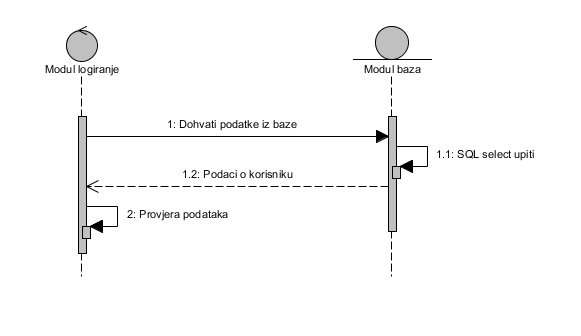 Modul logiranje
Modul baza
1: Dohvati podatke iz baze
1.1: SQL select upiti
1.2: Podaci o korisniku
2: Provjera podataka